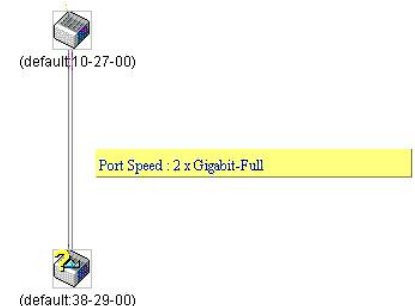 (default:10-27-00)
Port Speed : 2 x Gigabit-Full
?
(default:38-29-00)